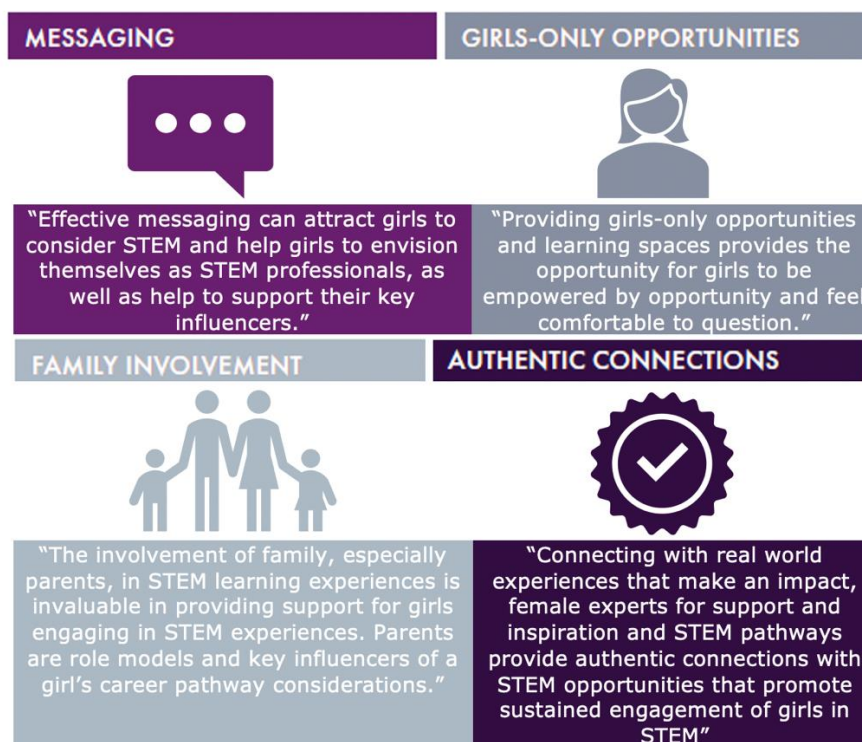 MESSAGING
“Effective messaging can attract girls to
consider STEM and help girls to envision
themselves as STEM professionals, as
well as help to support their key
influencers.”
GIRLS-ONLY OPPORTUNITIES
“Providing girls-only opportunities
and learning spaces provides the
opportunity for girls to be
empowered by opportunity and feel
comfortable to question.”
FAMILY INVOLVEMENT
“The involvement of family, especially
parents, in STEM learning experiences is
invaluable in providing support for girls
engaging in STEM experiences. Parents
are role models and key influencers of a
girl’s career pathway considerations.”
AUTHENTIC CONNECTIONS
“Connecting with real world
experiences that make an impact,
female experts for support and
inspiration and STEM pathways
provide authentic connections with
STEM opportunities that promote
sustained engagement of girls in
STEM”